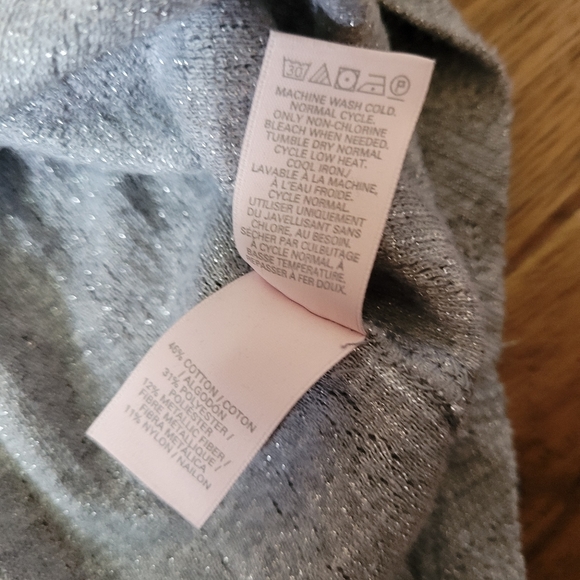 30 P
MACHINE WASH COLD.
NORMAL CYCLE.
ONLY NON-CHLORINE
BLEACH WHEN NEEDED.
TUMBLE DRY NORMAL
CYCLE LOW HEAT.
COOL IRON./
LAVABLE À LA MACHINE,
À L'EAU FROIDE.
CYCLE NORMAL.
UTILISER UNIQUEMENT
DU JAVELLISANT SANS
CHLORE, AU BESOIN.
SÉCHER PAR CULBUTAGE
À CYCLE NORMAL, À
BASSE TEMPÉRATURE.
REPASSER À FER DOUX.
46% COTTON / COTON
/ ALGODON
31% POLYESTER /
POLIESTER
12% METALLIC FIBER /
FIBRE MÉTALLIQUE /
FIBRA METÁLICA
11% NYLON / NAILON